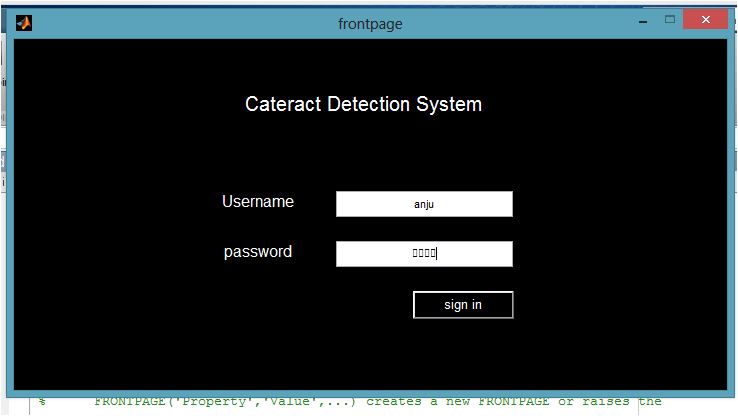 frontpage
Cateract Detection System
Username
anju
password
▯▯▯▯
sign in
% FRONTPAGE('Property','Value',...) creates a new FRONTPAGE or raises the